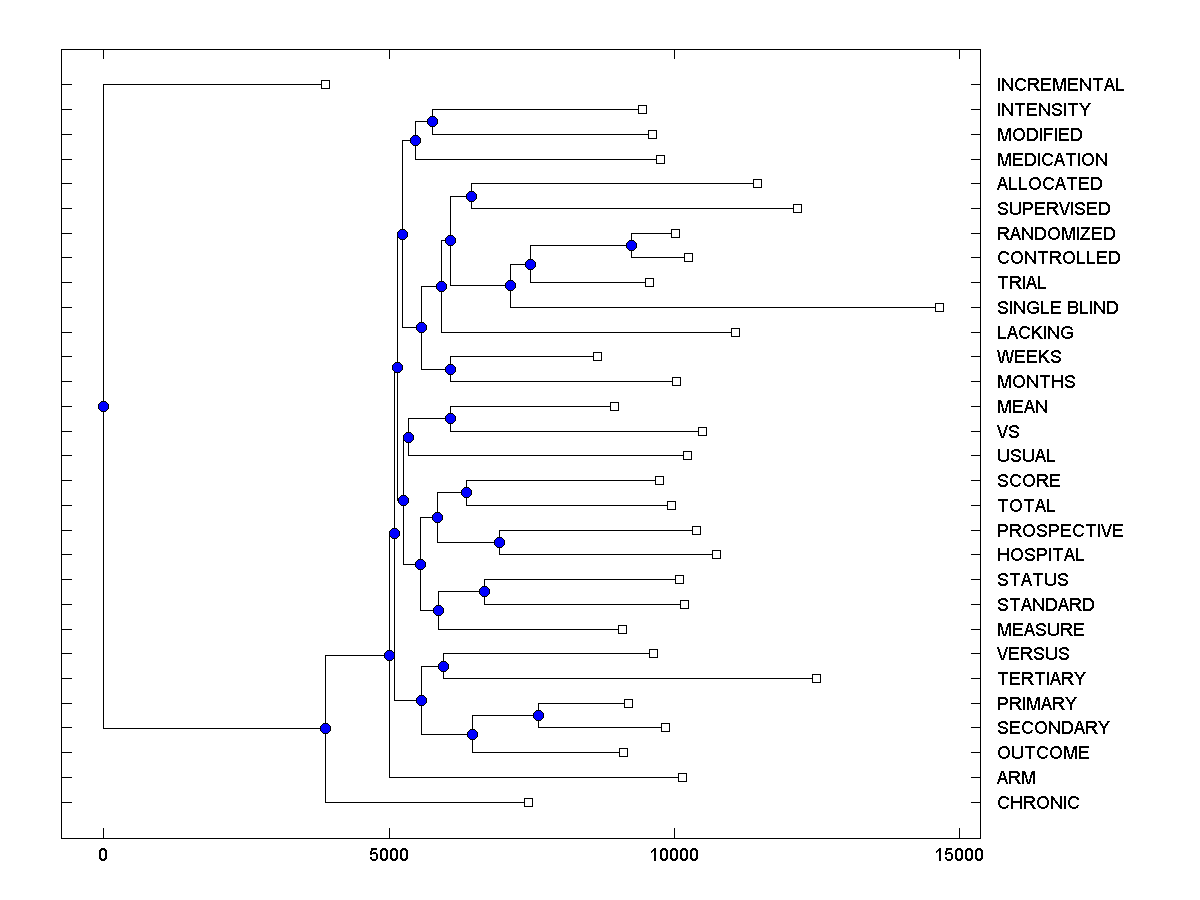 INCREMENTAL
INTENSITY
MODIFIED
MEDICATION
ALLOCATED
SUPERVISED
RANDOMIZED
CONTROLLED
TRIAL
SINGLE BLIND
LACKING
WEEKS
MONTHS
MEAN
VS
USUAL
SCORE
TOTAL
PROSPECTIVE
HOSPITAL
STATUS
STANDARD
MEASURE
VERSUS
TERTIARY
PRIMARY
SECONDARY
OUTCOME
ARM
CHRONIC
0 5000 10000 15000